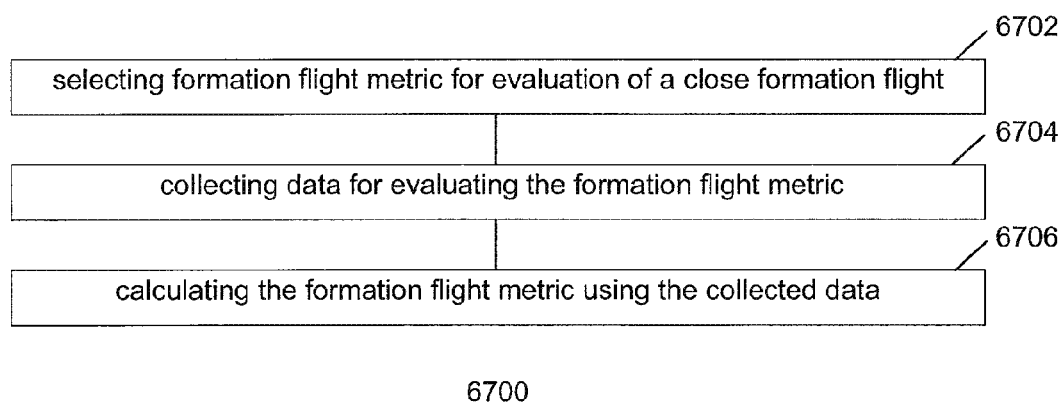 6702
selecting formation flight metric for evaluation of a close formation flight
6704
collecting data for evaluating the formation flight metric
6706
calculating the formation flight metric using the collected data
6700